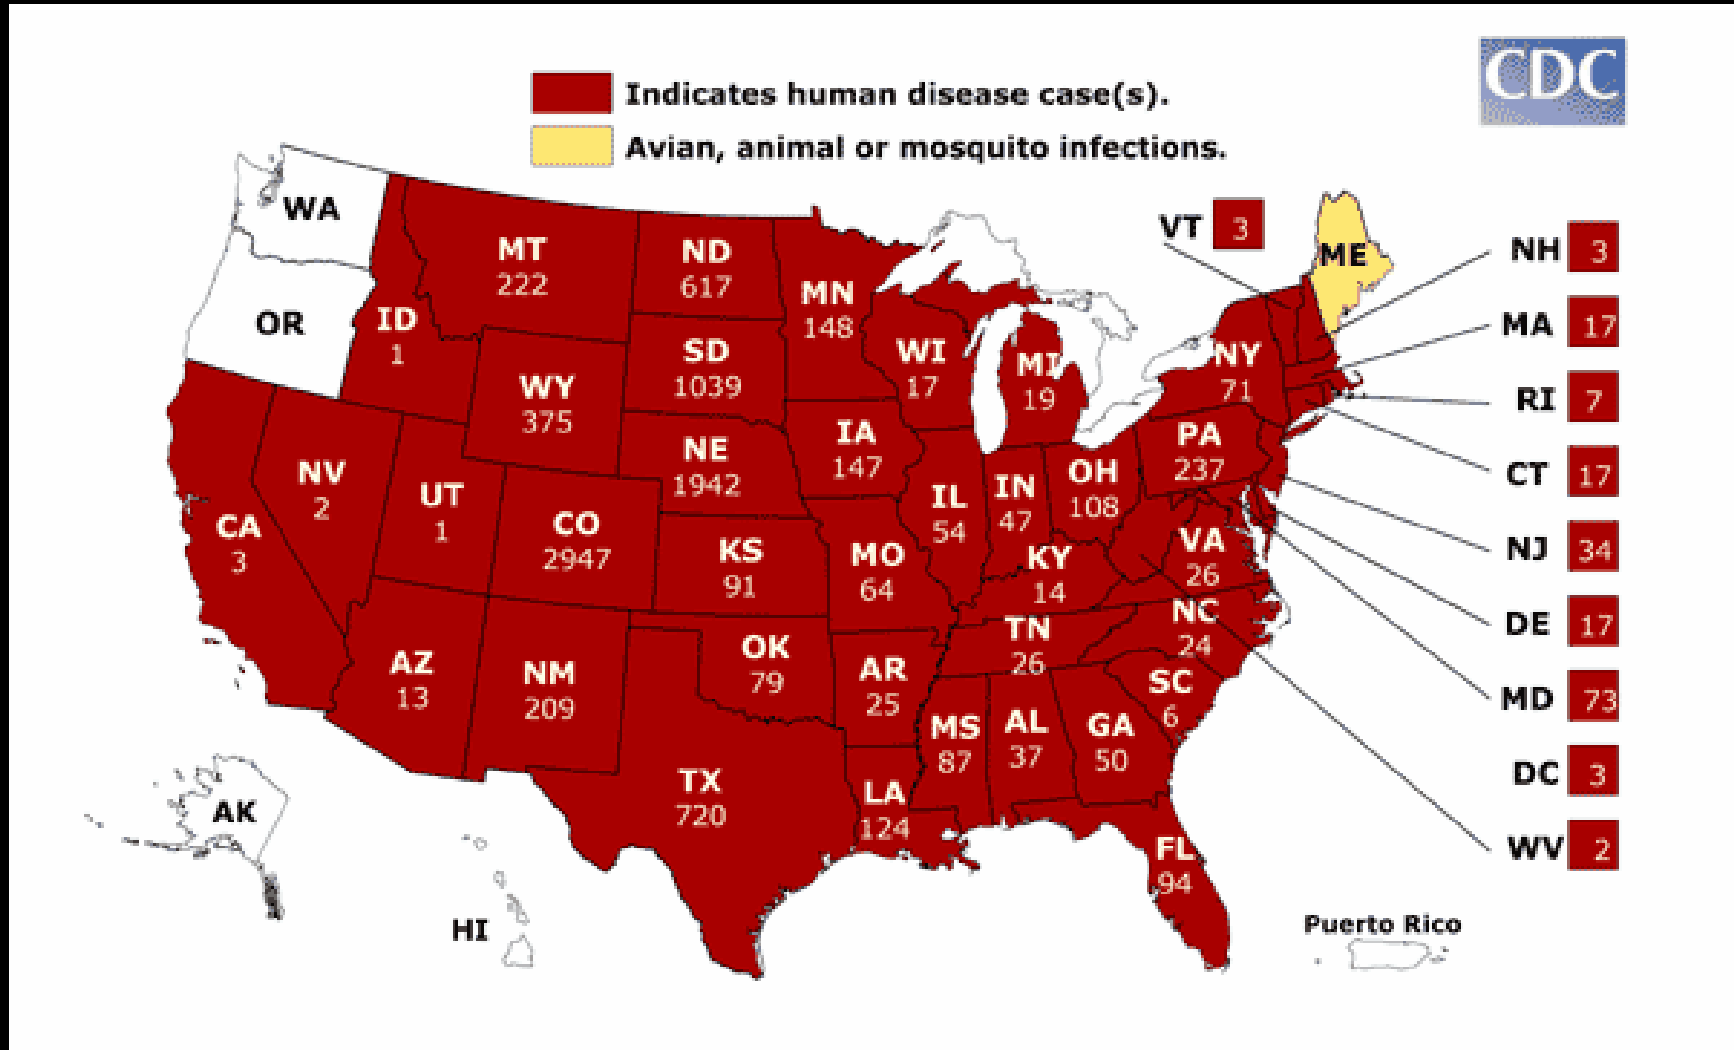 CDC
Indicates human disease case(s).
Avian, animal or mosquito infections.
WA
MT
222
ND
617
MN
148
VT 3
ME
NH 3
OR
ID
1
WY
375
SD
1039
WI
17
MI
19
NY
71
MA 17
RI 7
NV
2
UT
1
CO
2947
NE
1942
IA
147
IL
54
IN
47
OH
108
PA
237
CT 17
CA
3
KS
91
MO
64
KY
14
VA
26
NJ 34
AZ
13
NM
209
OK
79
AR
25
TN
26
NC
24
DE 17
SC
6
MD 73
TX
720
LA
124
MS
87
AL
37
GA
50
DC 3
AK
FL
94
WV 2
HI
Puerto Rico